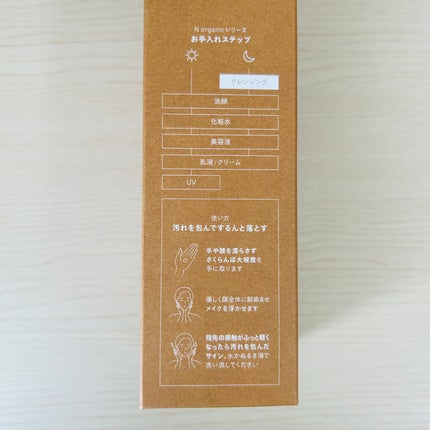 N organicシリーズ
お手入れステップ
クレンジング
洗顔
化粧水
美容液
乳液/クリーム
UV
使い方
汚れを包んでするんと落とす
手や顔を濡らさず
さくらんぼ大程度を
手に取ります
優しく顔全体に馴染ませ
メイクを浮かせます
指先の感触がふっと軽く
なったら汚れを包んだ
サイン。水かぬるま湯で
洗い流してください